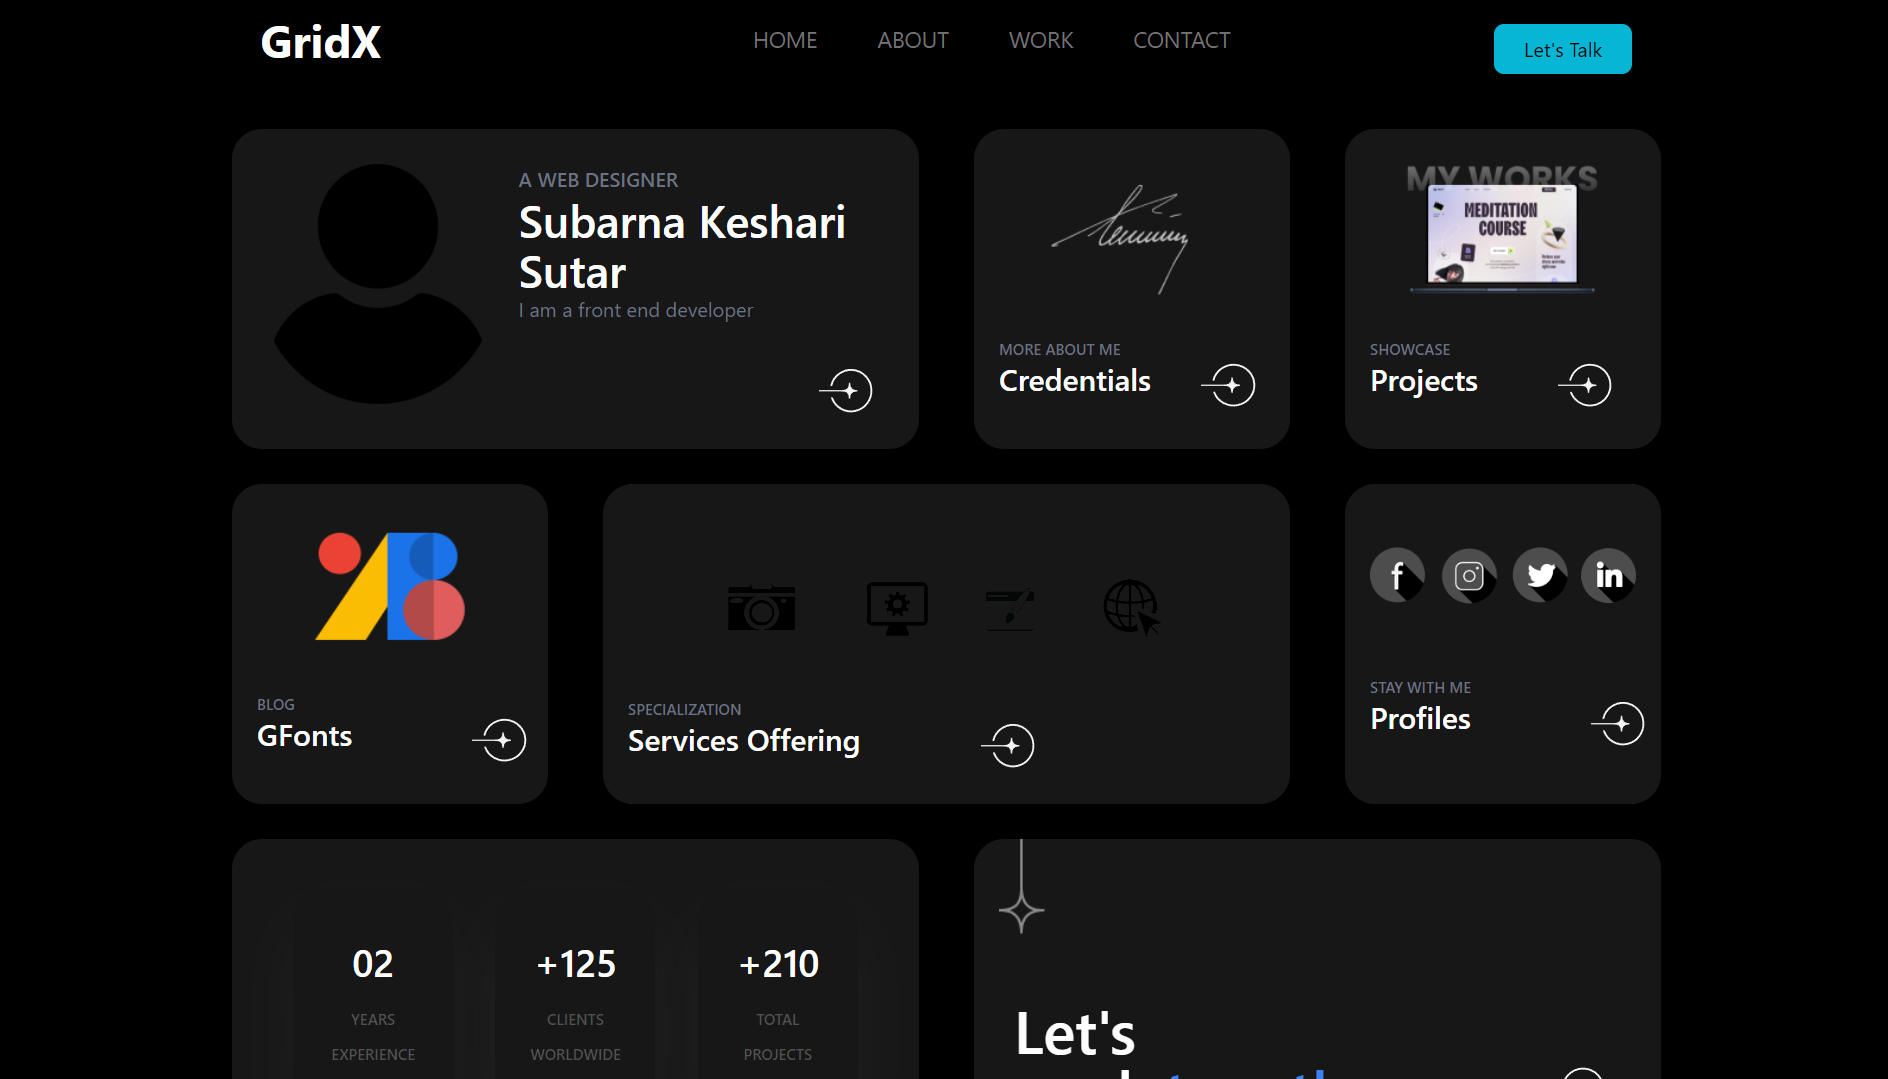 GridX
HOME
ABOUT
WORK
CONTACT
Let's Talk
A WEB DESIGNER
Subarna Keshari
Sutar
I am a front end developer
MORE ABOUT ME
Credentials
MY WORKS
MEDITATION
COURSE
SHOWCASE
Projects
BLOG
GFonts
SPECIALIZATION
Services Offering
STAY WITH ME
Profiles
02
YEARS
EXPERIENCE
+125
CLIENTS
WORLDWIDE
+210
TOTAL
PROJECTS
Let's